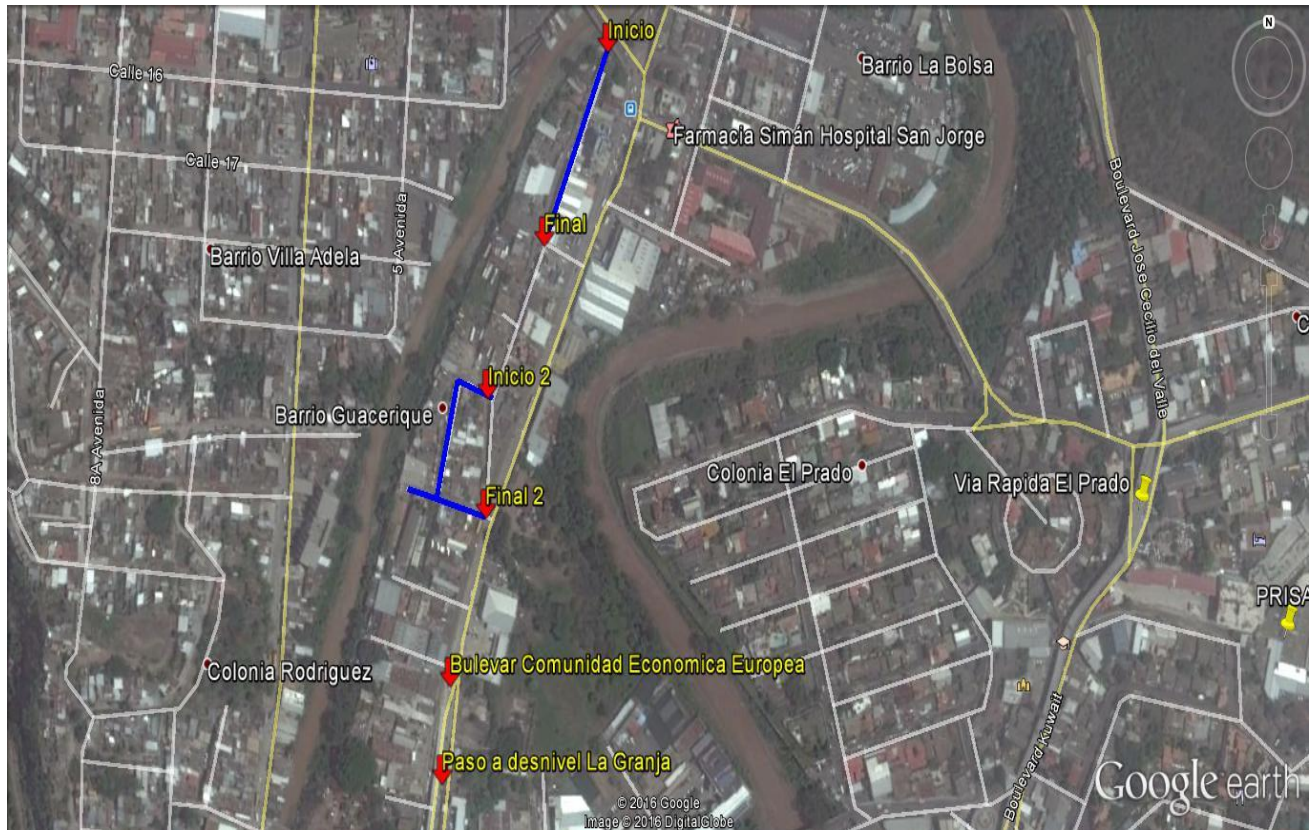 Inicio
N
Barrio La Bolsa
Calle 16
Farmacia Simán Hospital San Jorge
Calle 17
Boulevard Jose Cecilio del Valle
5 Avenida
Final
Barrio Villa Adela
C
Inicio 2
Barrio Guacerique
8A Avenida
Colonia El Prado
Via Rapida El Prado
Final 2
PRISA
Bulevar Comunidad Economica Europea
Colonia Rodriguez
Boulevard Kuwait
Paso a desnivel La Granja
Google earth
© 2016 Google
Image © 2016 DigitalGlobe